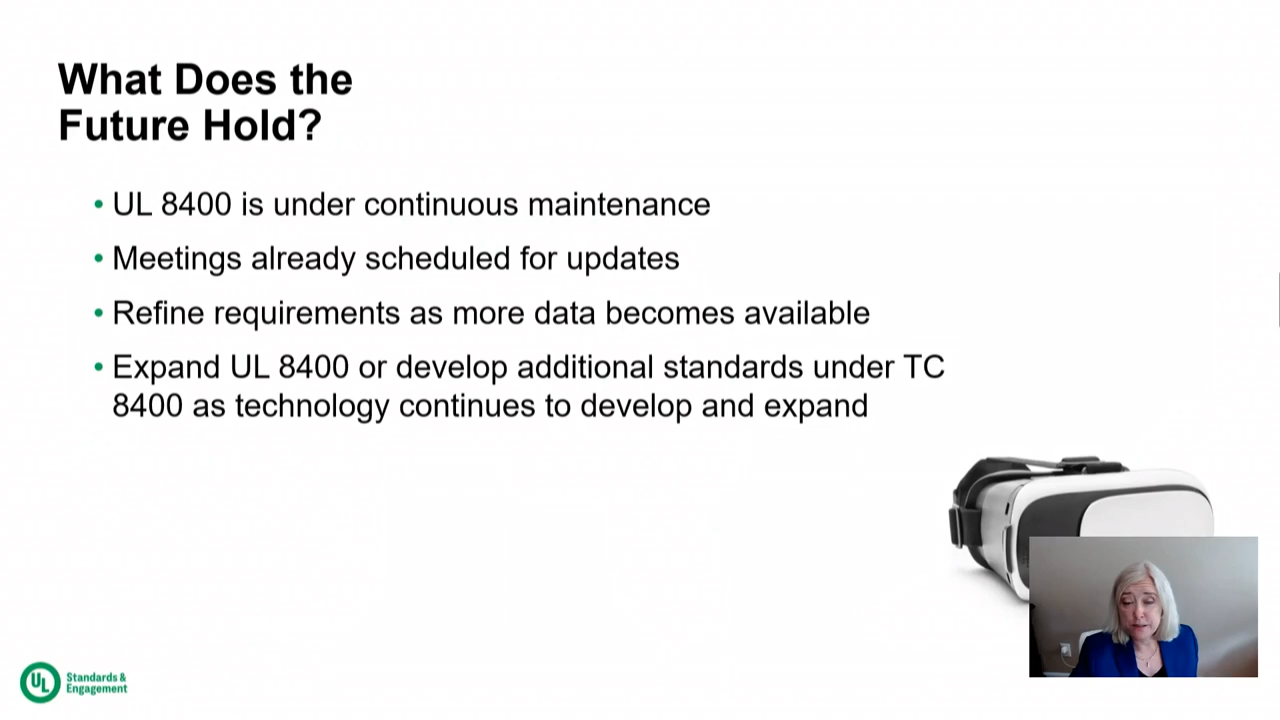 What Does the
Future Hold?
• UL 8400 is under continuous maintenance
• Meetings already scheduled for updates
• Refine requirements as more data becomes available
• Expand UL 8400 or develop additional standards under TC
8400 as technology continues to develop and expand
UL Standards &
Engagement